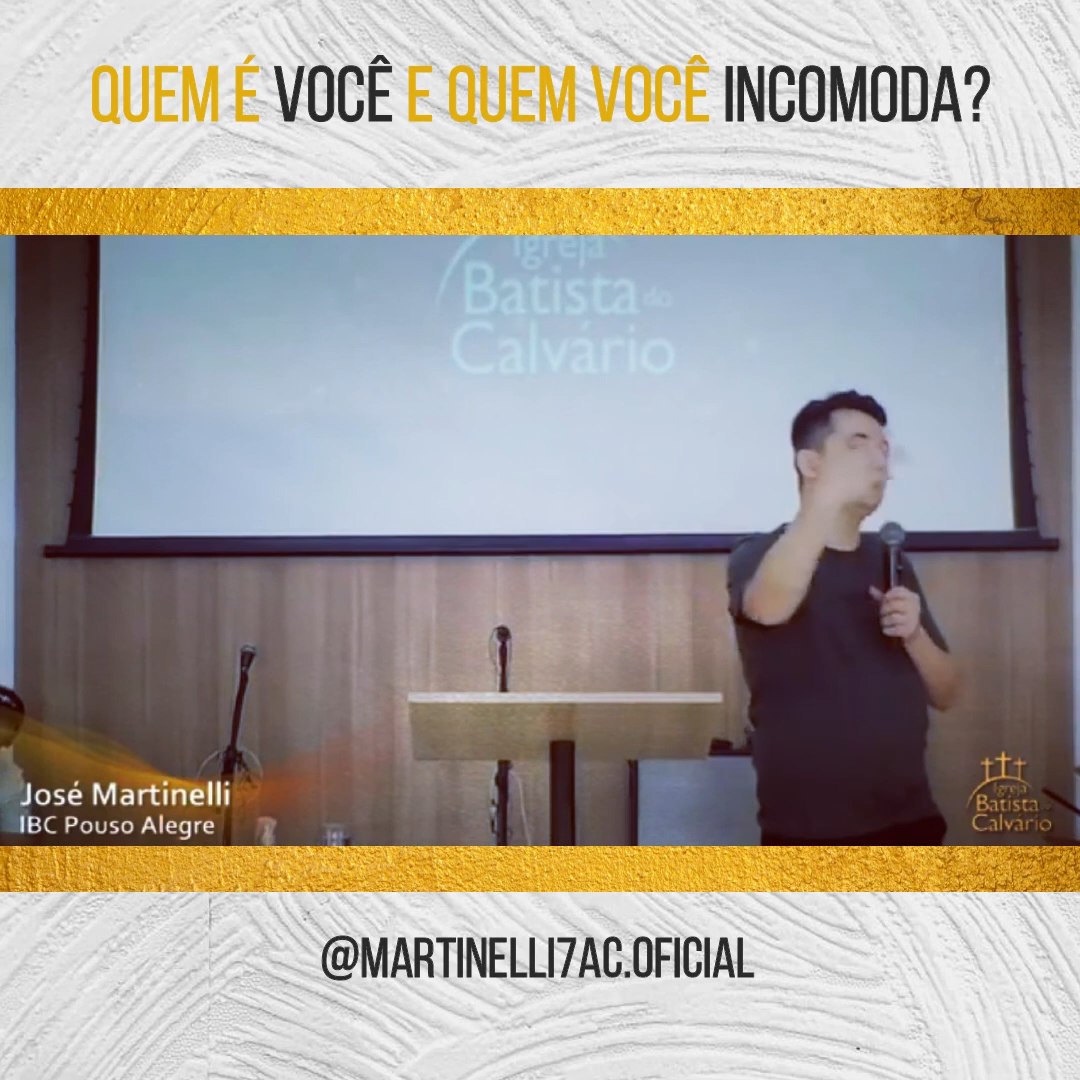 QUEM É VOCÊ E QUEM VOCÊ INCOMODA?
Igreja
Batista do
Calvário
José Martinelli
IBC Pouso Alegre
Igreja
Batista do
Calvário
@MARTINELLI7AC.OFICIAL